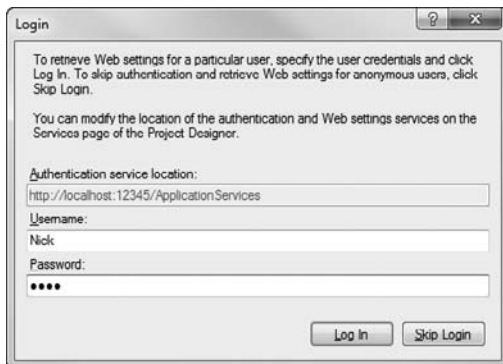 Login
To retrieve Web settings for a particular user, specify the user credentials and click
Log In. To skip authentication and retrieve Web settings for anonymous users, click
Skip Login.
You can modify the location of the authentication and Web settings services on the
Services page of the Project Designer.
Authentication service location:
http://localhost:12345/ApplicationServices
Username:
Nick
Password:
••••
Log In Skip Login